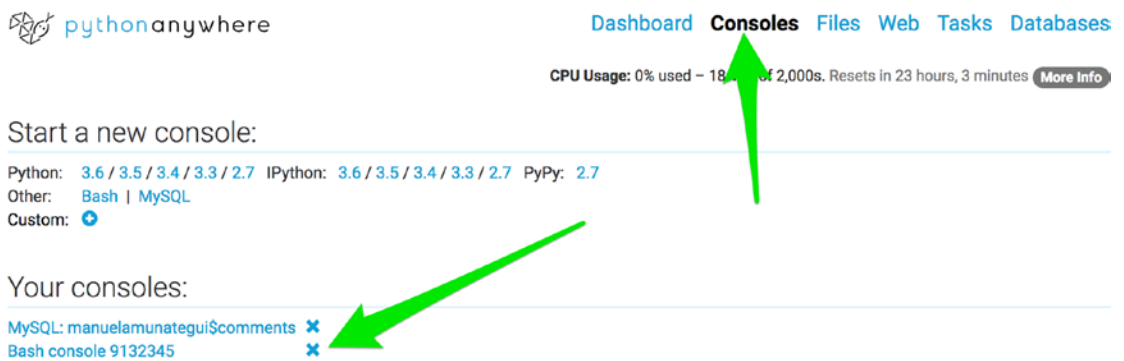 pythonanywhere
Dashboard Consoles Files Web Tasks Databases
CPU Usage: 0% used – of 2,000s. Resets in 23 hours, 3 minutes More Info
Start a new console:
Python: 3.6 / 3.5 / 3.4 / 3.3 / 2.7 IPython: 3.6 / 3.5 / 3.4 / 3.3 / 2.7 PyPy: 2.7
Other: Bash | MySQL
Custom:
Your consoles:
MySQL: manuelamunategui$comments
Bash console 9132345